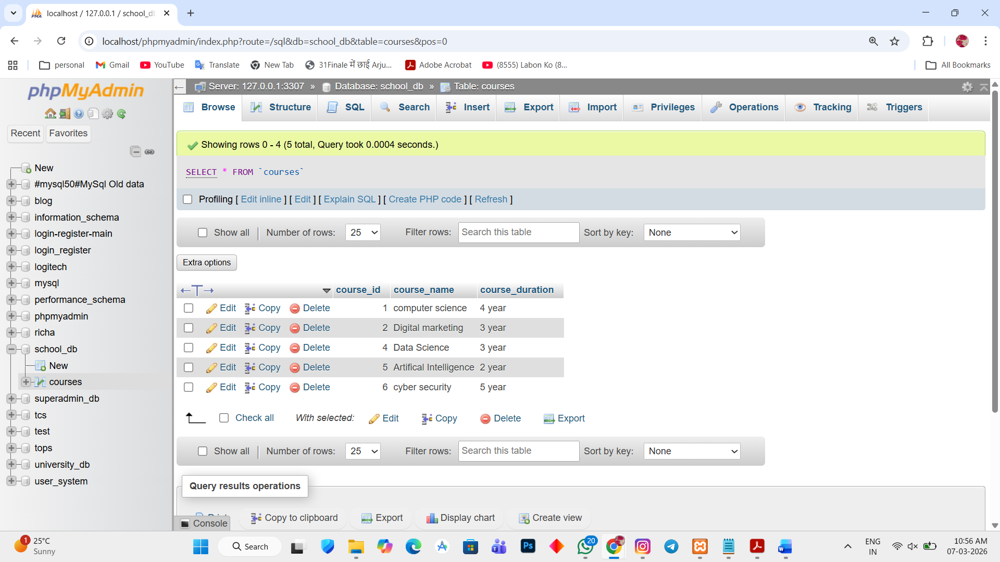 localhost / 127.0.0.1 / school_db
localhost/phpmyadmin/index.php?route=/sql&db=school_db&table=courses&pos=0
personal
Gmail
YouTube
Translate
New Tab
31Finale में छाई Arju...
Adobe Acrobat
(8555) Labon Ko (8...
All Bookmarks
phpMyAdmin
Recent
Favorites
New
#mysql50#MySql Old data
blog
information_schema
login-register-main
login_register
logitech
mysql
performance_schema
phpmyadmin
richa
school_db
New
courses
superadmin_db
tcs
test
tops
university_db
user_system
Server: 127.0.0.1:3307 » Database: school_db » Table: courses
Browse Structure SQL Search Insert Export Import Privileges Operations Tracking Triggers
Showing rows 0 - 4 (5 total, Query took 0.0004 seconds.)
SELECT * FROM `courses`
Profiling [ Edit inline ] [ Edit ] [ Explain SQL ] [ Create PHP code ] [ Refresh ]
Show all Number of rows: 25 Filter rows: Search this table Sort by key: None
Extra options
course_id course_name course_duration
Edit Copy Delete 1 computer science 4 year
Edit Copy Delete 2 Digital marketing 3 year
Edit Copy Delete 4 Data Science 3 year
Edit Copy Delete 5 Artifical Intelligence 2 year
Edit Copy Delete 6 cyber security 5 year
Check all With selected: Edit Copy Delete Export
Show all Number of rows: 25 Filter rows: Search this table Sort by key: None
Query results operations
Print Copy to clipboard Export Display chart Create view
Console
1
25°C
Sunny
Search
Ps
20
ENG
IN
10:56 AM
07-03-2026